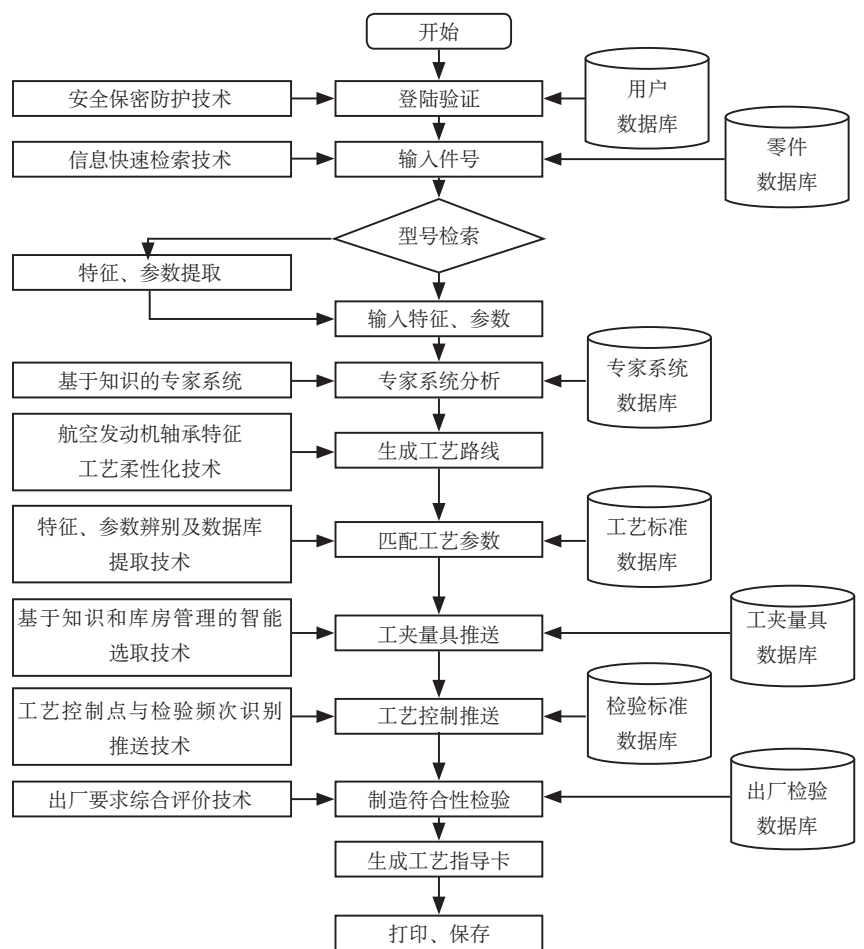 开始
安全保密防护技术
登陆验证
用户
数据库
信息快速检索技术
输入件号
零件
数据库
型号检索
特征、参数提取
输入特征、参数
基于知识的专家系统
专家系统分析
专家系统
数据库
航空发动机轴承特征
工艺柔性化技术
生成工艺路线
特征、参数辨别及数据库
提取技术
匹配工艺参数
工艺标准
数据库
基于知识和库房管理的智能
选取技术
工夹量具推送
工夹量具
数据库
工艺控制点与检验频次识别
推送技术
工艺控制推送
检验标准
数据库
出厂要求综合评价技术
制造符合性检验
出厂检验
数据库
生成工艺指导卡
打印、保存